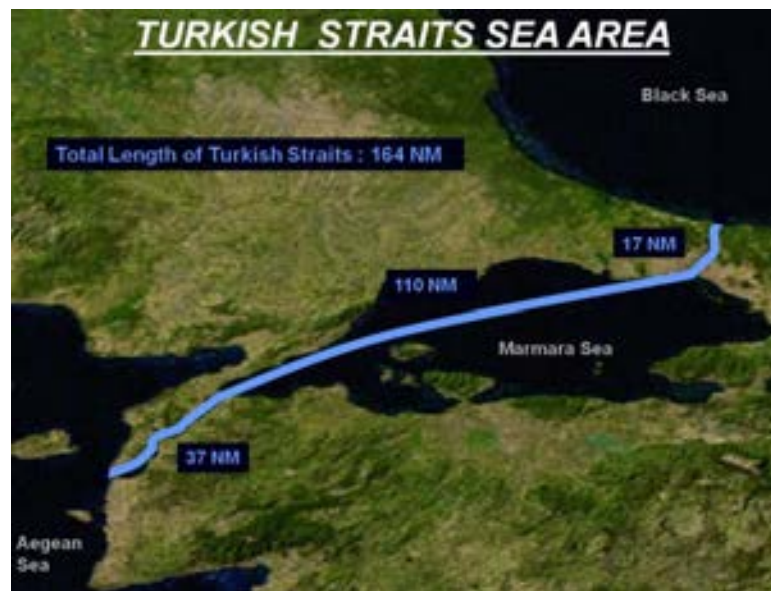 TURKISH STRAITS SEA AREA
Black Sea
Total Length of Turkish Straits : 164 NM
17 NM
110 NM
Marmara Sea
37 NM
Aegean
Sea